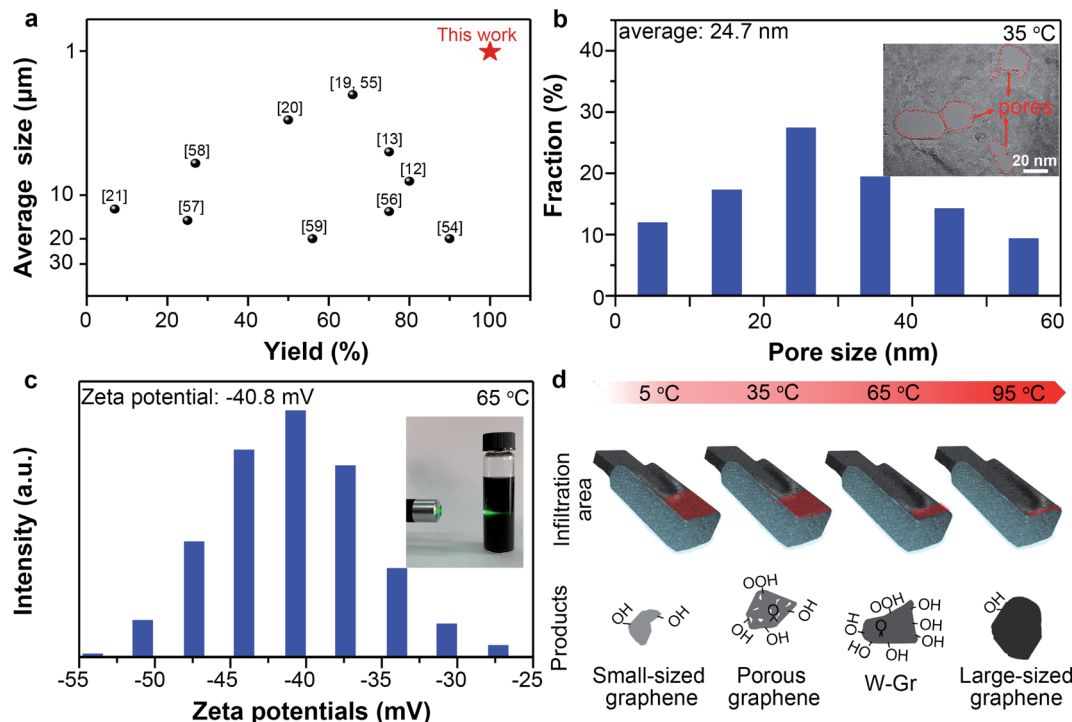 a
This work
1
10
20
30
Average size (μm)
[19, 55]
[20]
[13]
[58]
[12]
[21]
[57]
[56]
[59]
[54]
0
20
40
60
80
100
Yield (%)
b
average: 24.7 nm
35 °C
40
30
20
10
0
Fraction (%)
pores
20 nm
0
20
40
60
Pore size (nm)
c
Zeta potential: -40.8 mV
65 °C
Intensity (a.u.)
-55
-50
-45
-40
-35
-30
-25
Zeta potentials (mV)
d
5 °C
35 °C
65 °C
95 °C
Infiltration
area
Products
OH
OH
OOH
O
OH
OH
OH
OOH
OH
O
OH
OH
HO
OH
OH
OH
Small-sized
graphene
Porous
graphene
W-Gr
Large-sized
graphene